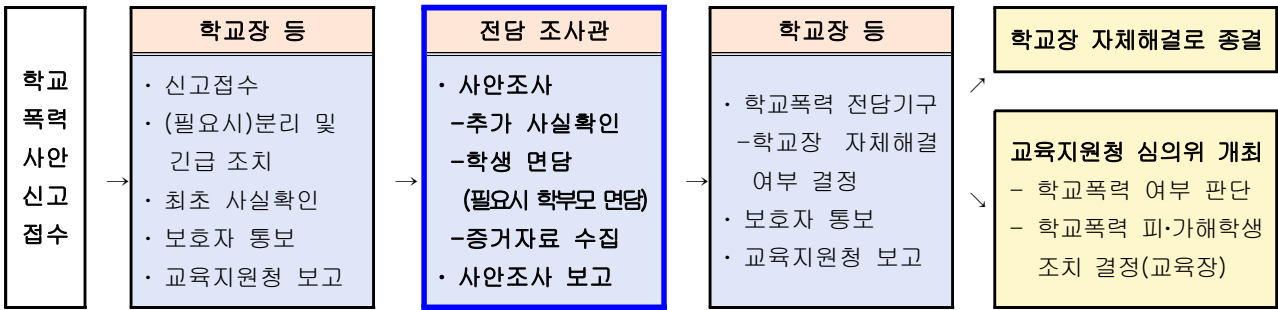 학교
폭력
사안
신고
접수
→
학교장 등
· 신고접수
· (필요시)분리 및
긴급 조치
· 최초 사실확인
· 보호자 통보
· 교육지원청 보고
→
전담 조사관
· 사안조사
-추가 사실확인
-학생 면담
(필요시 학부모 면담)
-증거자료 수집
· 사안조사 보고
→
학교장 등
· 학교폭력 전담기구
-학교장 자체해결
여부 결정
· 보호자 통보
· 교육지원청 보고
↗
학교장 자체해결로 종결
↘
교육지원청 심의위 개최
- 학교폭력 여부 판단
- 학교폭력 피·가해학생
조치 결정(교육장)